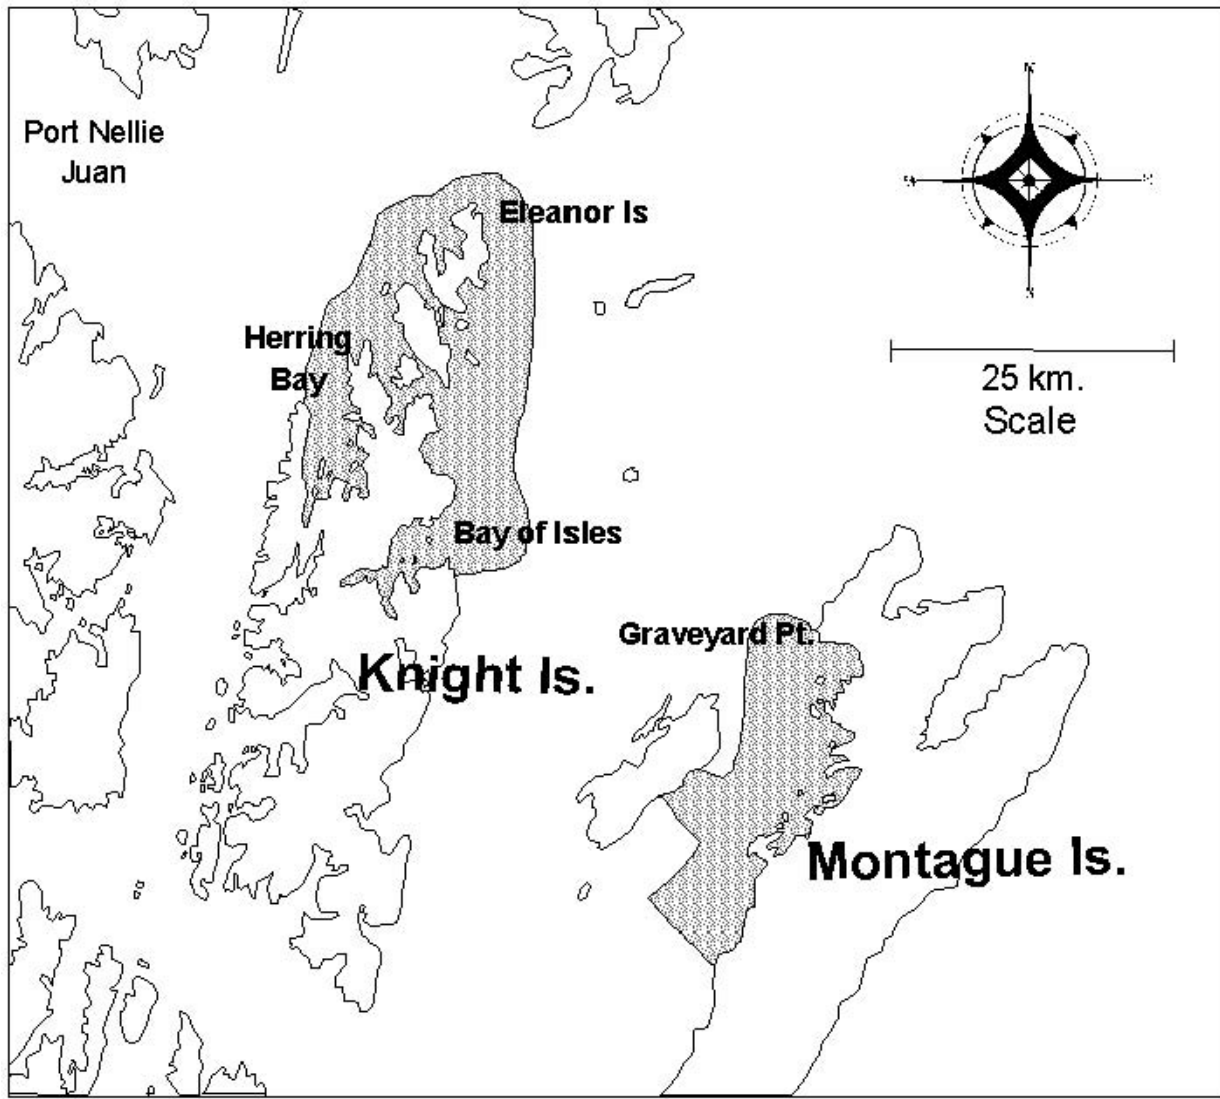 Port Nellie
Juan
Eleanor Is
Herring
Bay
25 km.
Scale
Bay of Isles
Graveyard Pt.
Knight Is.
Montague Is.